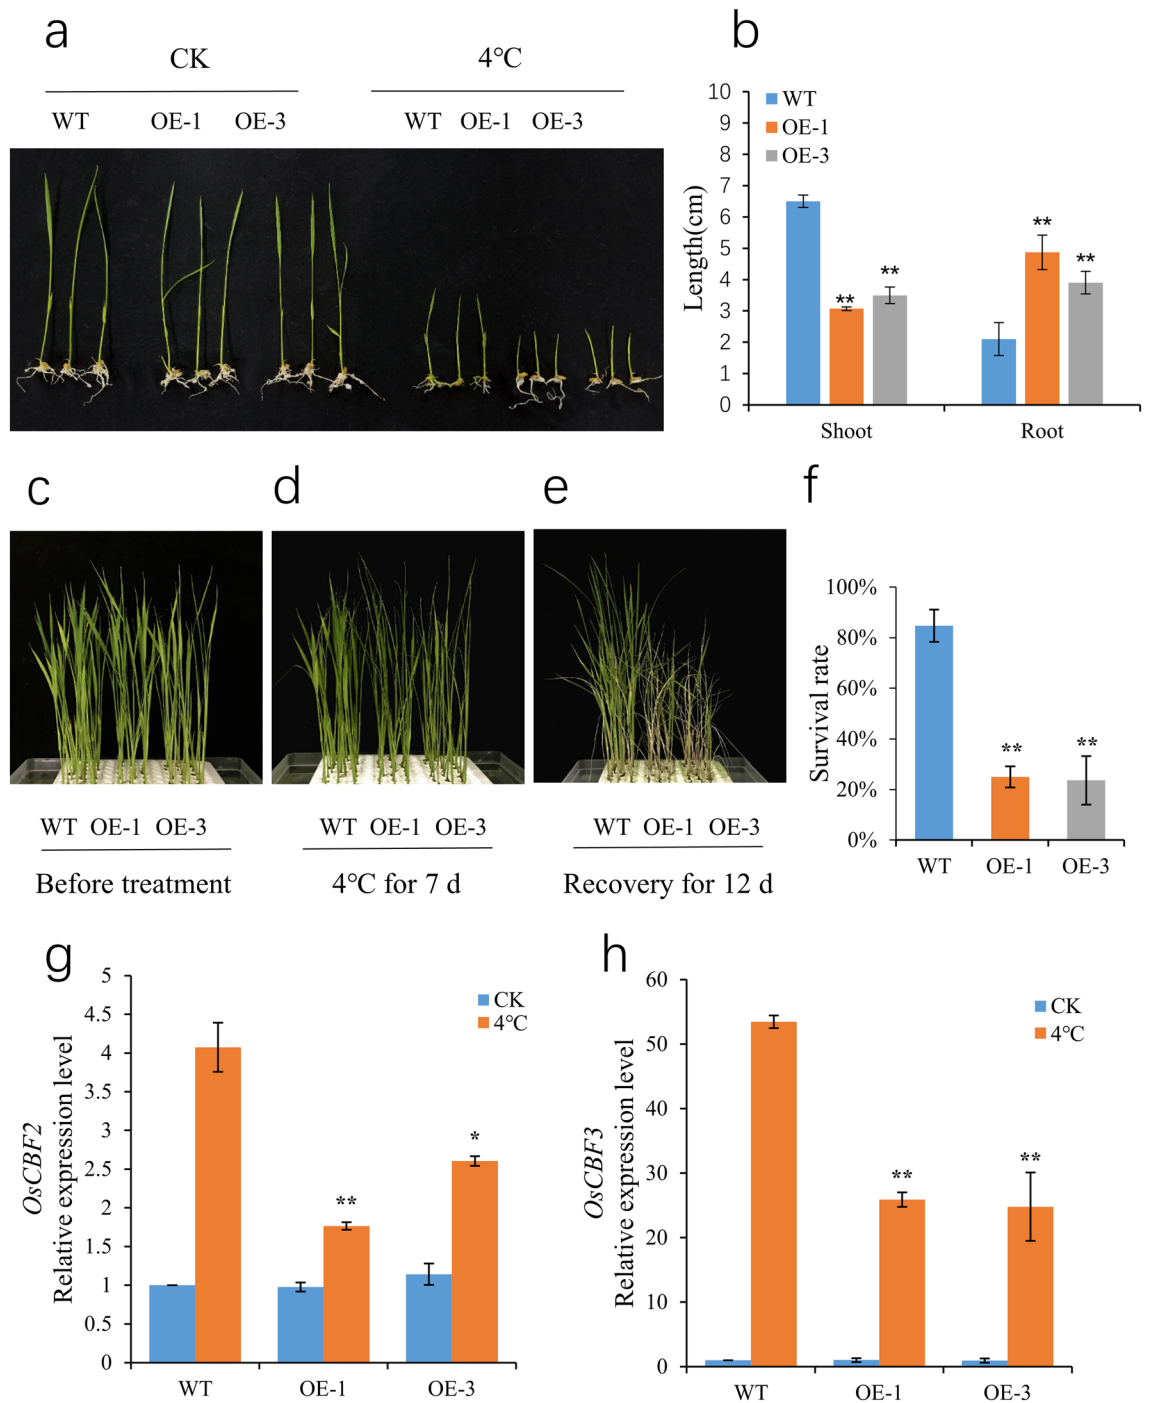 a
CK
4℃
WT
OE-1
OE-3
WT
OE-1
OE-3
b
Length(cm)
10
9
8
7
6
5
4
3
2
1
0
WT
OE-1
OE-3
**
**
**
**
Shoot
Root
c
WT OE-1 OE-3
Before treatment
d
WT OE-1 OE-3
4℃ for 7 d
e
WT OE-1 OE-3
Recovery for 12 d
f
Survival rate
100%
80%
60%
40%
20%
0%
**
**
WT
OE-1
OE-3
g
OsCBF2
Relative expression level
5
4.5
4
3.5
3
2.5
2
1.5
1
0.5
0
CK
4℃
**
*
WT
OE-1
OE-3
h
OsCBF3
Relative expression level
60
50
40
30
20
10
0
CK
4℃
**
**
WT
OE-1
OE-3